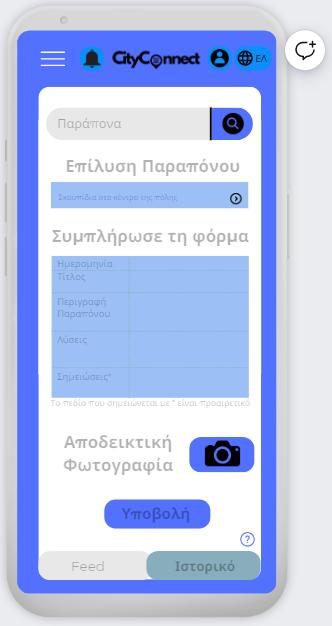 CityConnect
ΕΛ
Παράπονα
Επίλυση Παραπόνου
Σκουπίδια στο κέντρο της πόλης
Συμπλήρωσε τη φόρμα
Ημερομηνία
Τίτλος
Περιγραφή
Παραπόνου
Λύσεις
Σημειώσεις*
Το πεδίο που σημειώνεται με * είναι προαιρετικό
Αποδεικτική
Φωτογραφία
Υποβολή
?
Feed
Ιστορικό